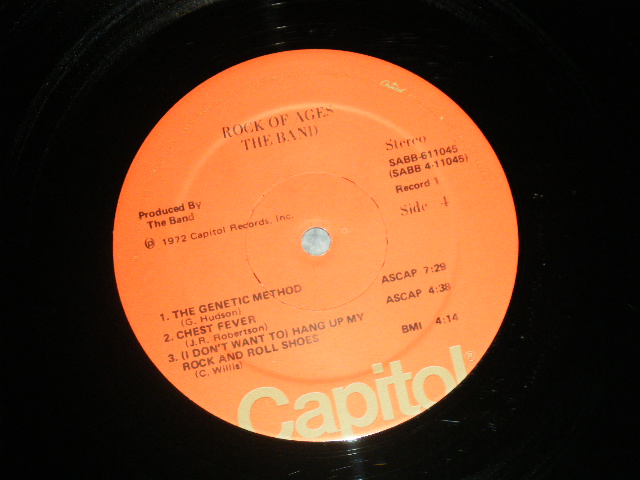 ROCK OF AGES
THE BAND
Stereo
SABB-611045
(SABB 4-11045)
Record 1
Side 4
Produced By
The Band
℗ 1972 Capitol Records, Inc.
1. THE GENETIC METHOD ASCAP 7:29
(G. Hudson)
2. CHEST FEVER ASCAP 4:38
(J.R. Robertson)
3. (I DON'T WANT TO) HANG UP MY
ROCK AND ROLL SHOES BMI 4:14
(C. Willis)
Capitol®